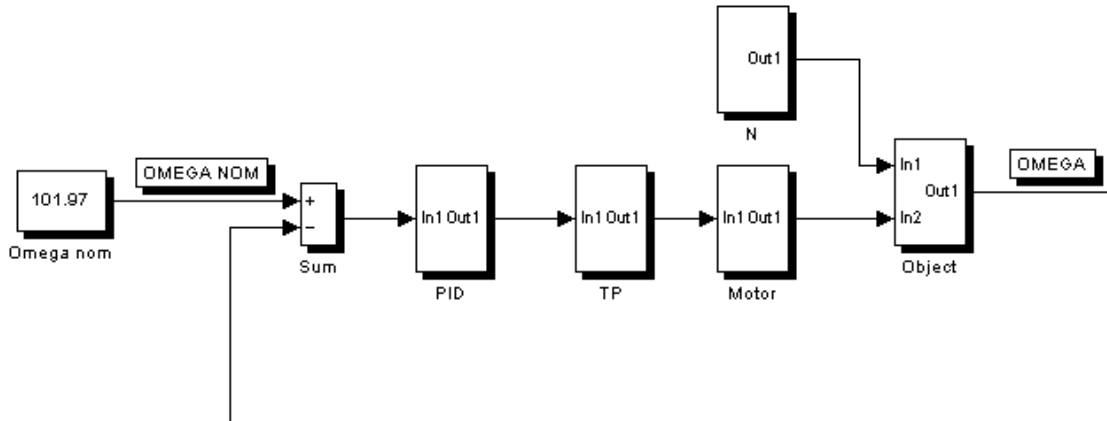 Out1
N
OMEGA NOM
OMEGA
101.97
+
−
In1 Out1
In1 Out1
In1 Out1
In1
Out1
In2
Omega nom
Sum
PID
TP
Motor
Object